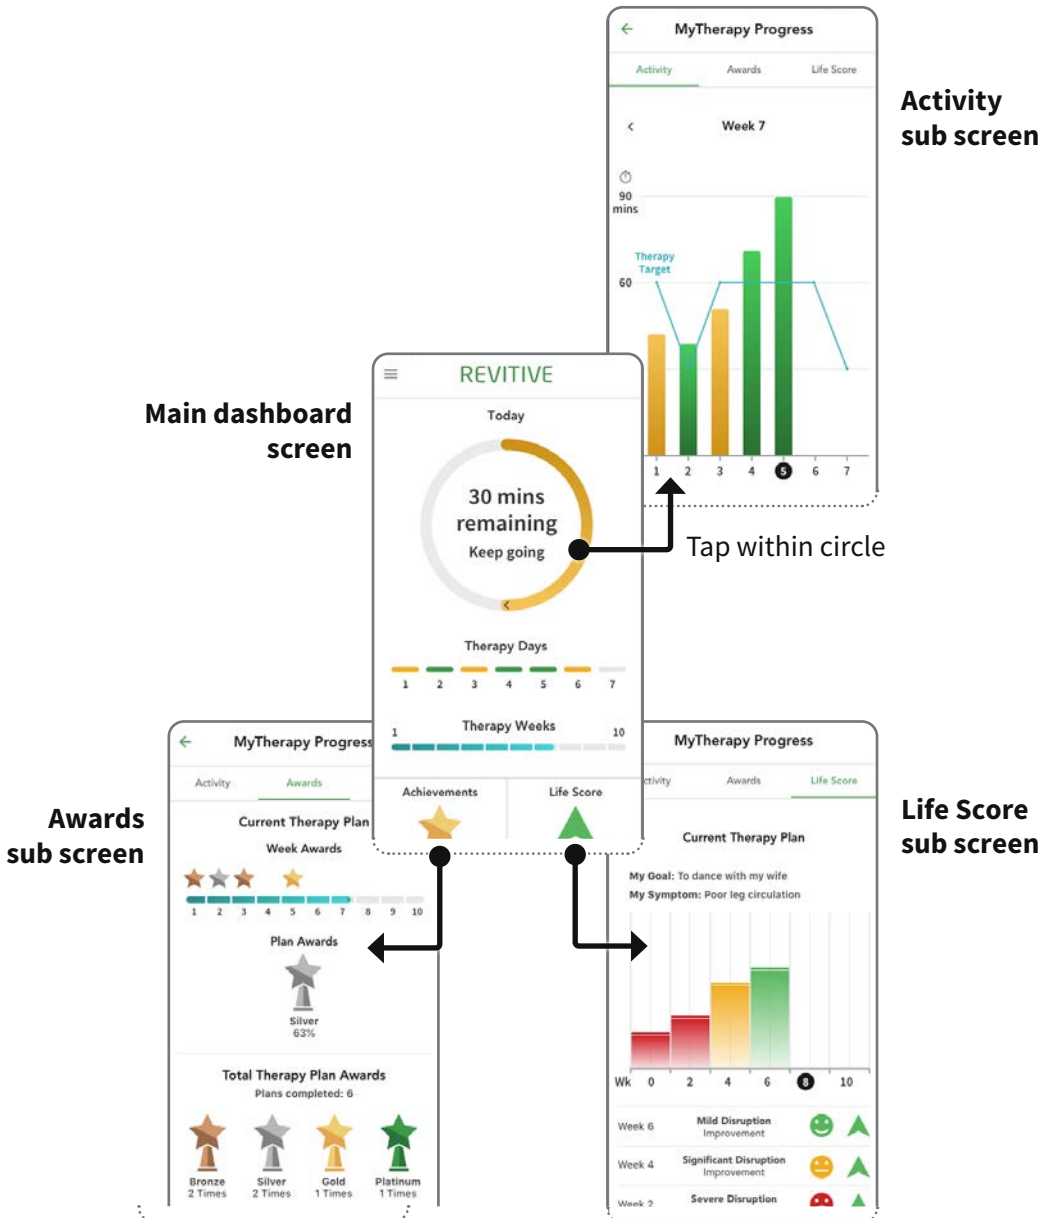 MyTherapy Progress
Activity Awards Life Score
Activity
sub screen
Week 7
90
mins
Therapy
Target
60
1 2 3 4 5 6 7
Tap within circle
Main dashboard
screen
REVITIVE
Today
30 mins
remaining
Keep going
Therapy Days
1 2 3 4 5 6 7
Therapy Weeks
1 10
Achievements Life Score
Awards
sub screen
MyTherapy Progress
Activity Awards
Current Therapy Plan
Week Awards
1 2 3 4 5 6 7 8 9 10
Plan Awards
Silver
63%
Total Therapy Plan Awards
Plans completed: 6
Bronze Silver Gold Platinum
2 Times 2 Times 1 Times 1 Times
Life Score
sub screen
MyTherapy Progress
ctivity Awards Life Score
Current Therapy Plan
My Goal: To dance with my wife
My Symptom: Poor leg circulation
Wk 0 2 4 6 8 10
Week 6 Mild Disruption
Improvement
Week 4 Significant Disruption
Improvement
Week 2 Severe Disruption